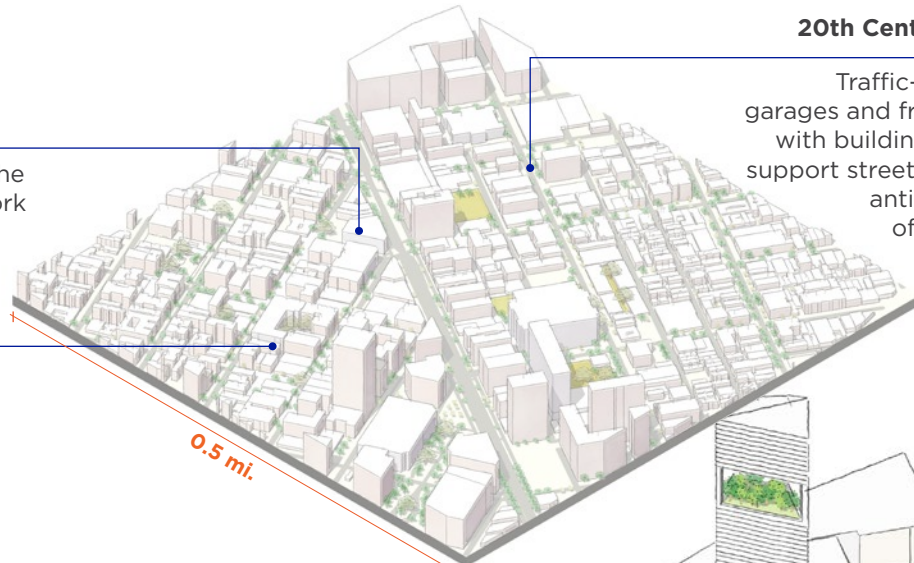 20th Cent
Traffic-
garages and fr
with buildin
support street
anti
of
ne
ork
0.5 mi.